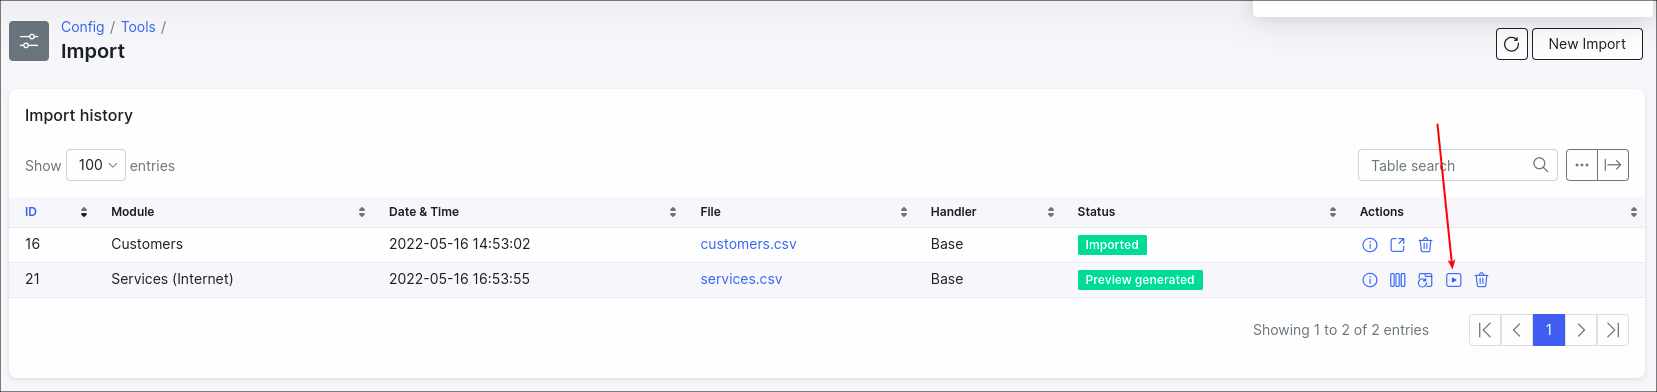 Config / Tools /
Import
New Import
Import history
Show 100 entries
Table search
ID Module Date & Time File Handler Status Actions
16 Customers 2022-05-16 14:53:02 customers.csv Base Imported
21 Services (Internet) 2022-05-16 16:53:55 services.csv Base Preview generated
Showing 1 to 2 of 2 entries 1